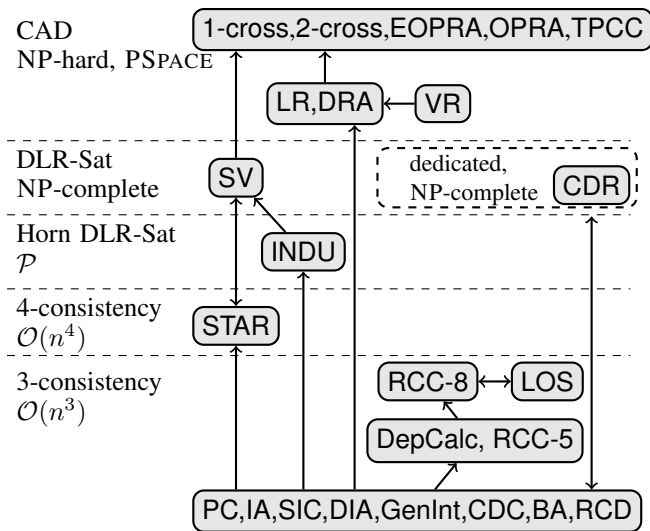 CAD
NP-hard, PSPACE
1-cross,2-cross,EOPRA,OPRA,TPCC
LR,DRA
VR
DLR-Sat
NP-complete
SV
dedicated,
NP-complete
CDR
Horn DLR-Sat
𝒫
INDU
4-consistency
𝒪(n⁴)
STAR
3-consistency
𝒪(n³)
RCC-8
LOS
DepCalc, RCC-5
PC,IA,SIC,DIA,GenInt,CDC,BA,RCD